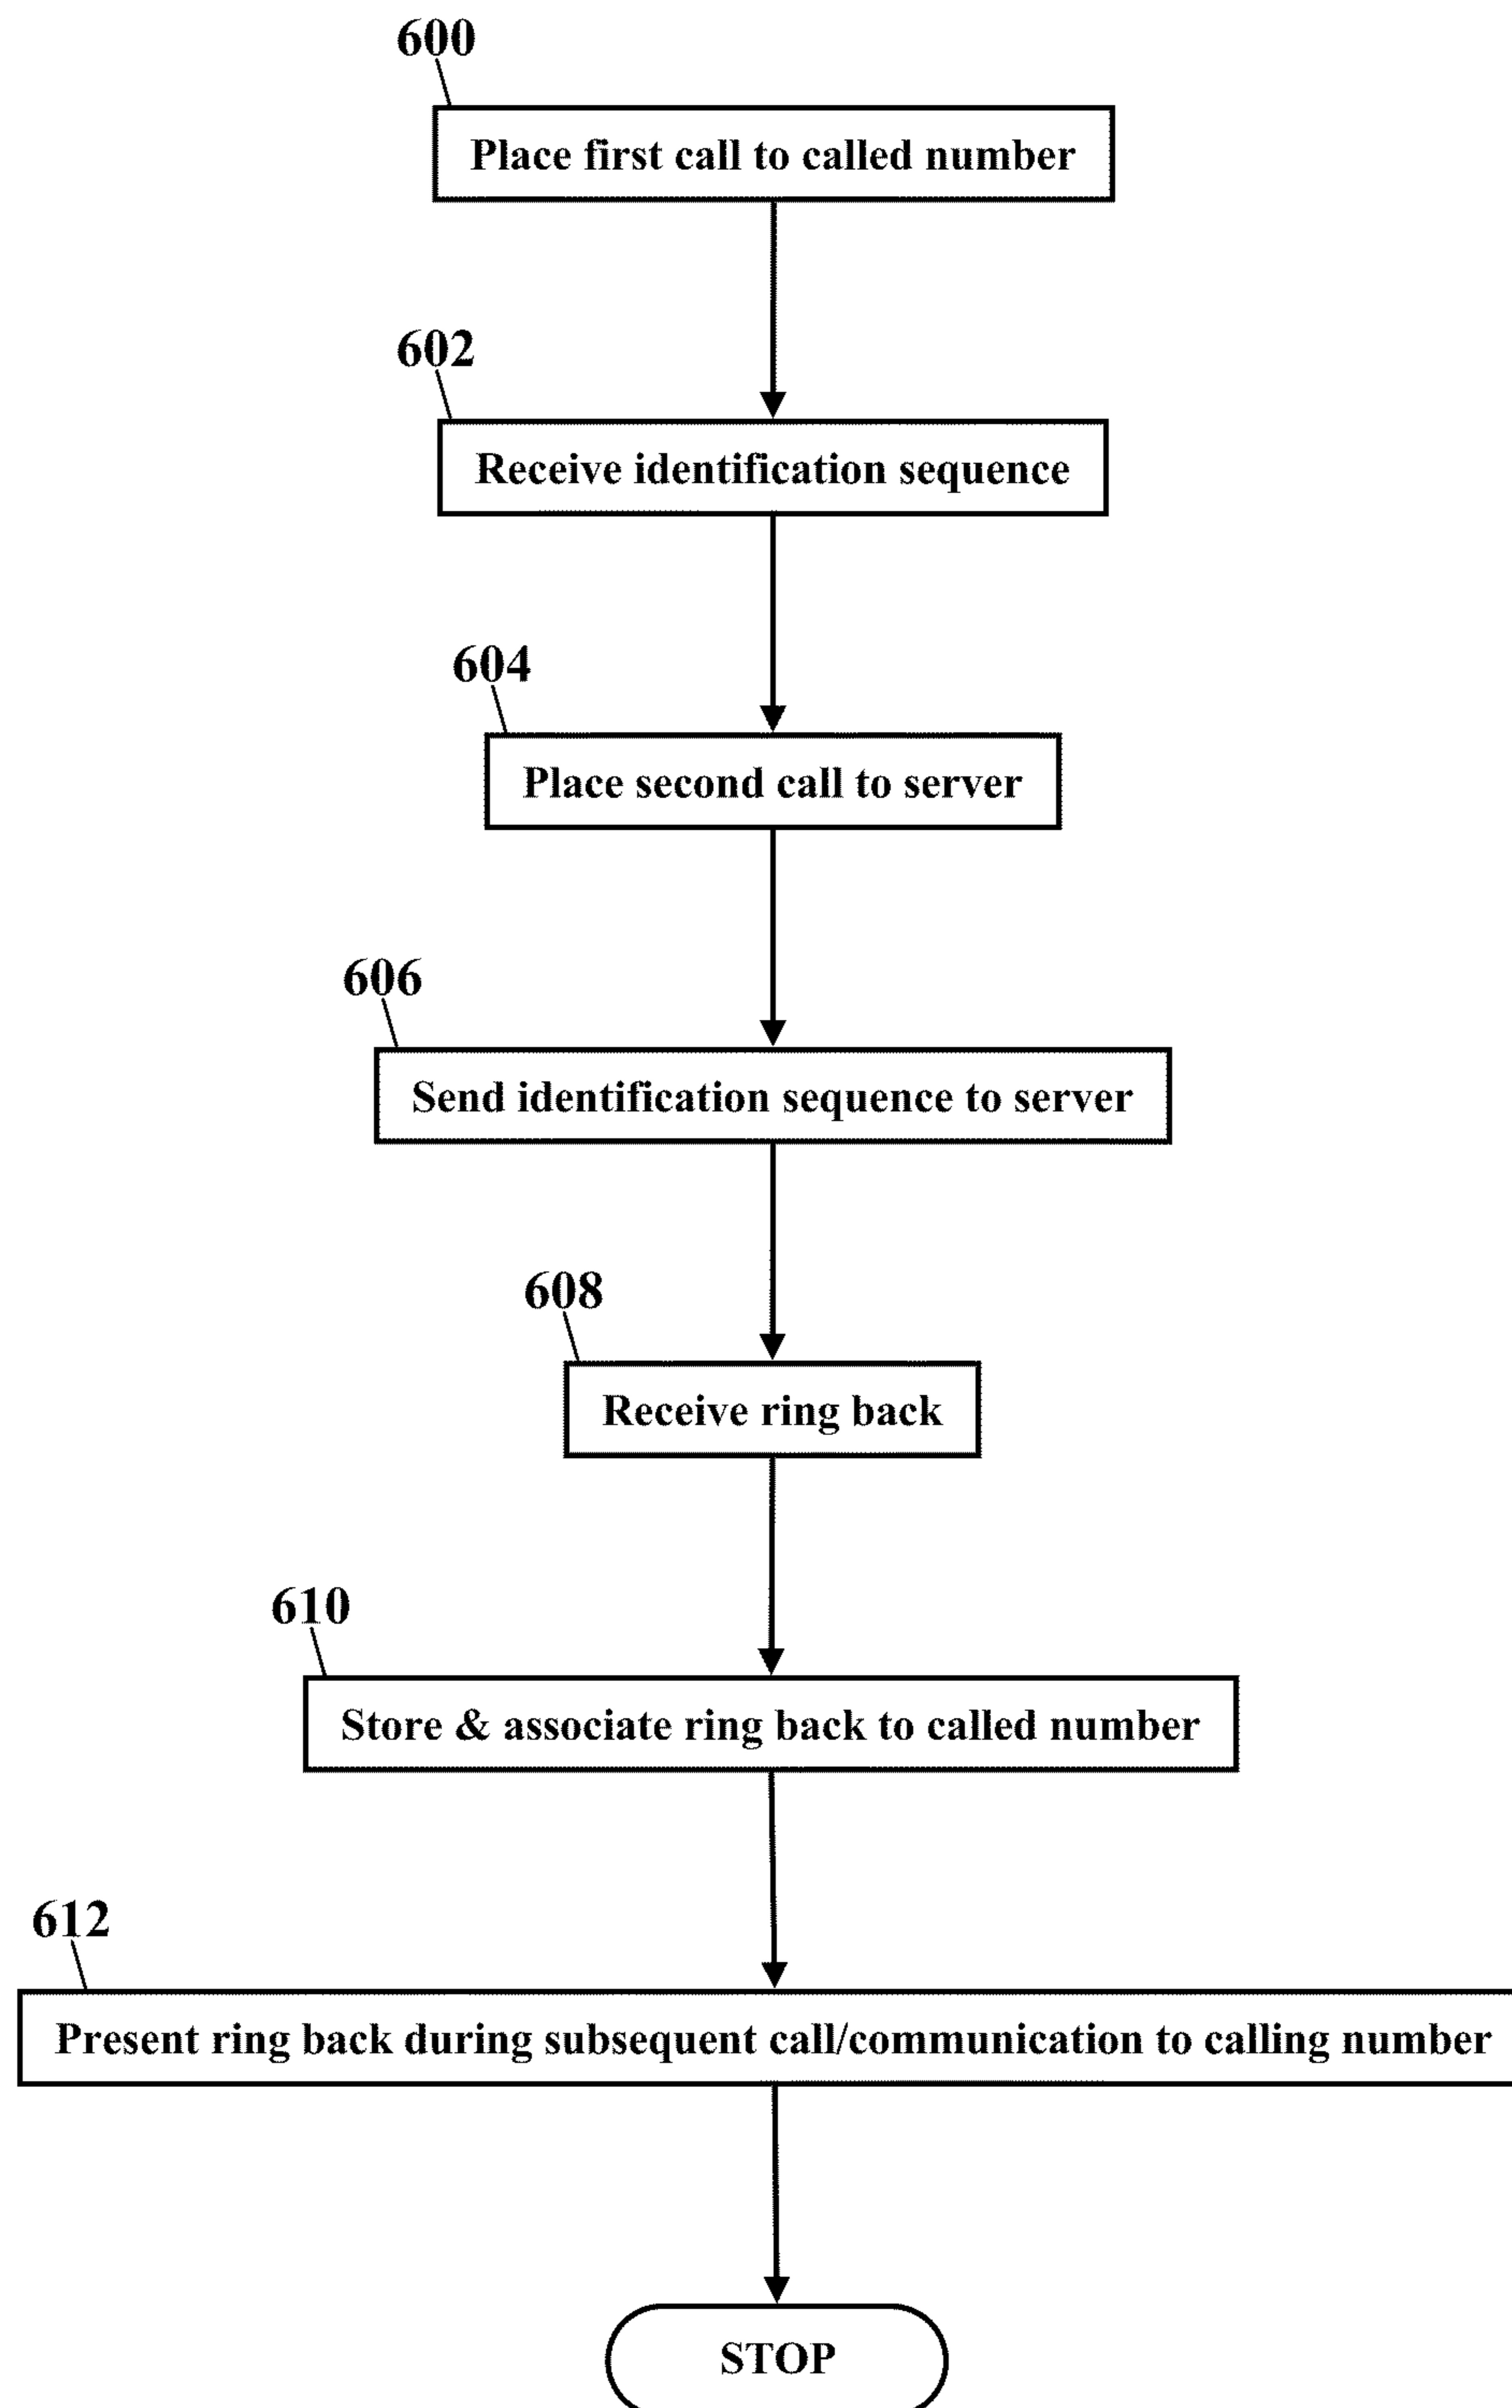 600
Place first call to called number
602
Receive identification sequence
604
Place second call to server
606
Send identification sequence to server
608
Receive ring back
610
Store & associate ring back to called number
612
Present ring back during subsequent call/communication to calling number
STOP